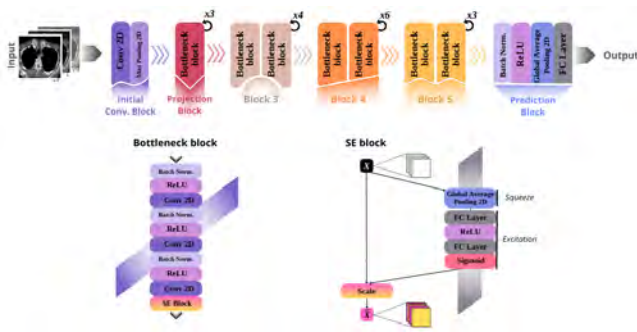 x3
x4
x6
x3
Input
Conv 2D
Max Pooling 2D
Bottleneck block
Bottleneck block
Bottleneck block
Bottleneck block
Bottleneck block
Bottleneck block
Bottleneck block
Batch Norm.
ReLU
Global Average Pooling 2D
FC Layer
Output
Initial
Conv. Block
Projection
Block
Block 3
Block 4
Block 5
Prediction
Block
Bottleneck block
Batch Norm.
ReLU
Conv 2D
Batch Norm.
ReLU
Conv 2D
Batch Norm.
ReLU
Conv 2D
SE Block
SE block
X
Global Average
Pooling 2D
Squeeze
FC Layer
ReLU
FC Layer
Sigmoid
Excitation
Scale
X